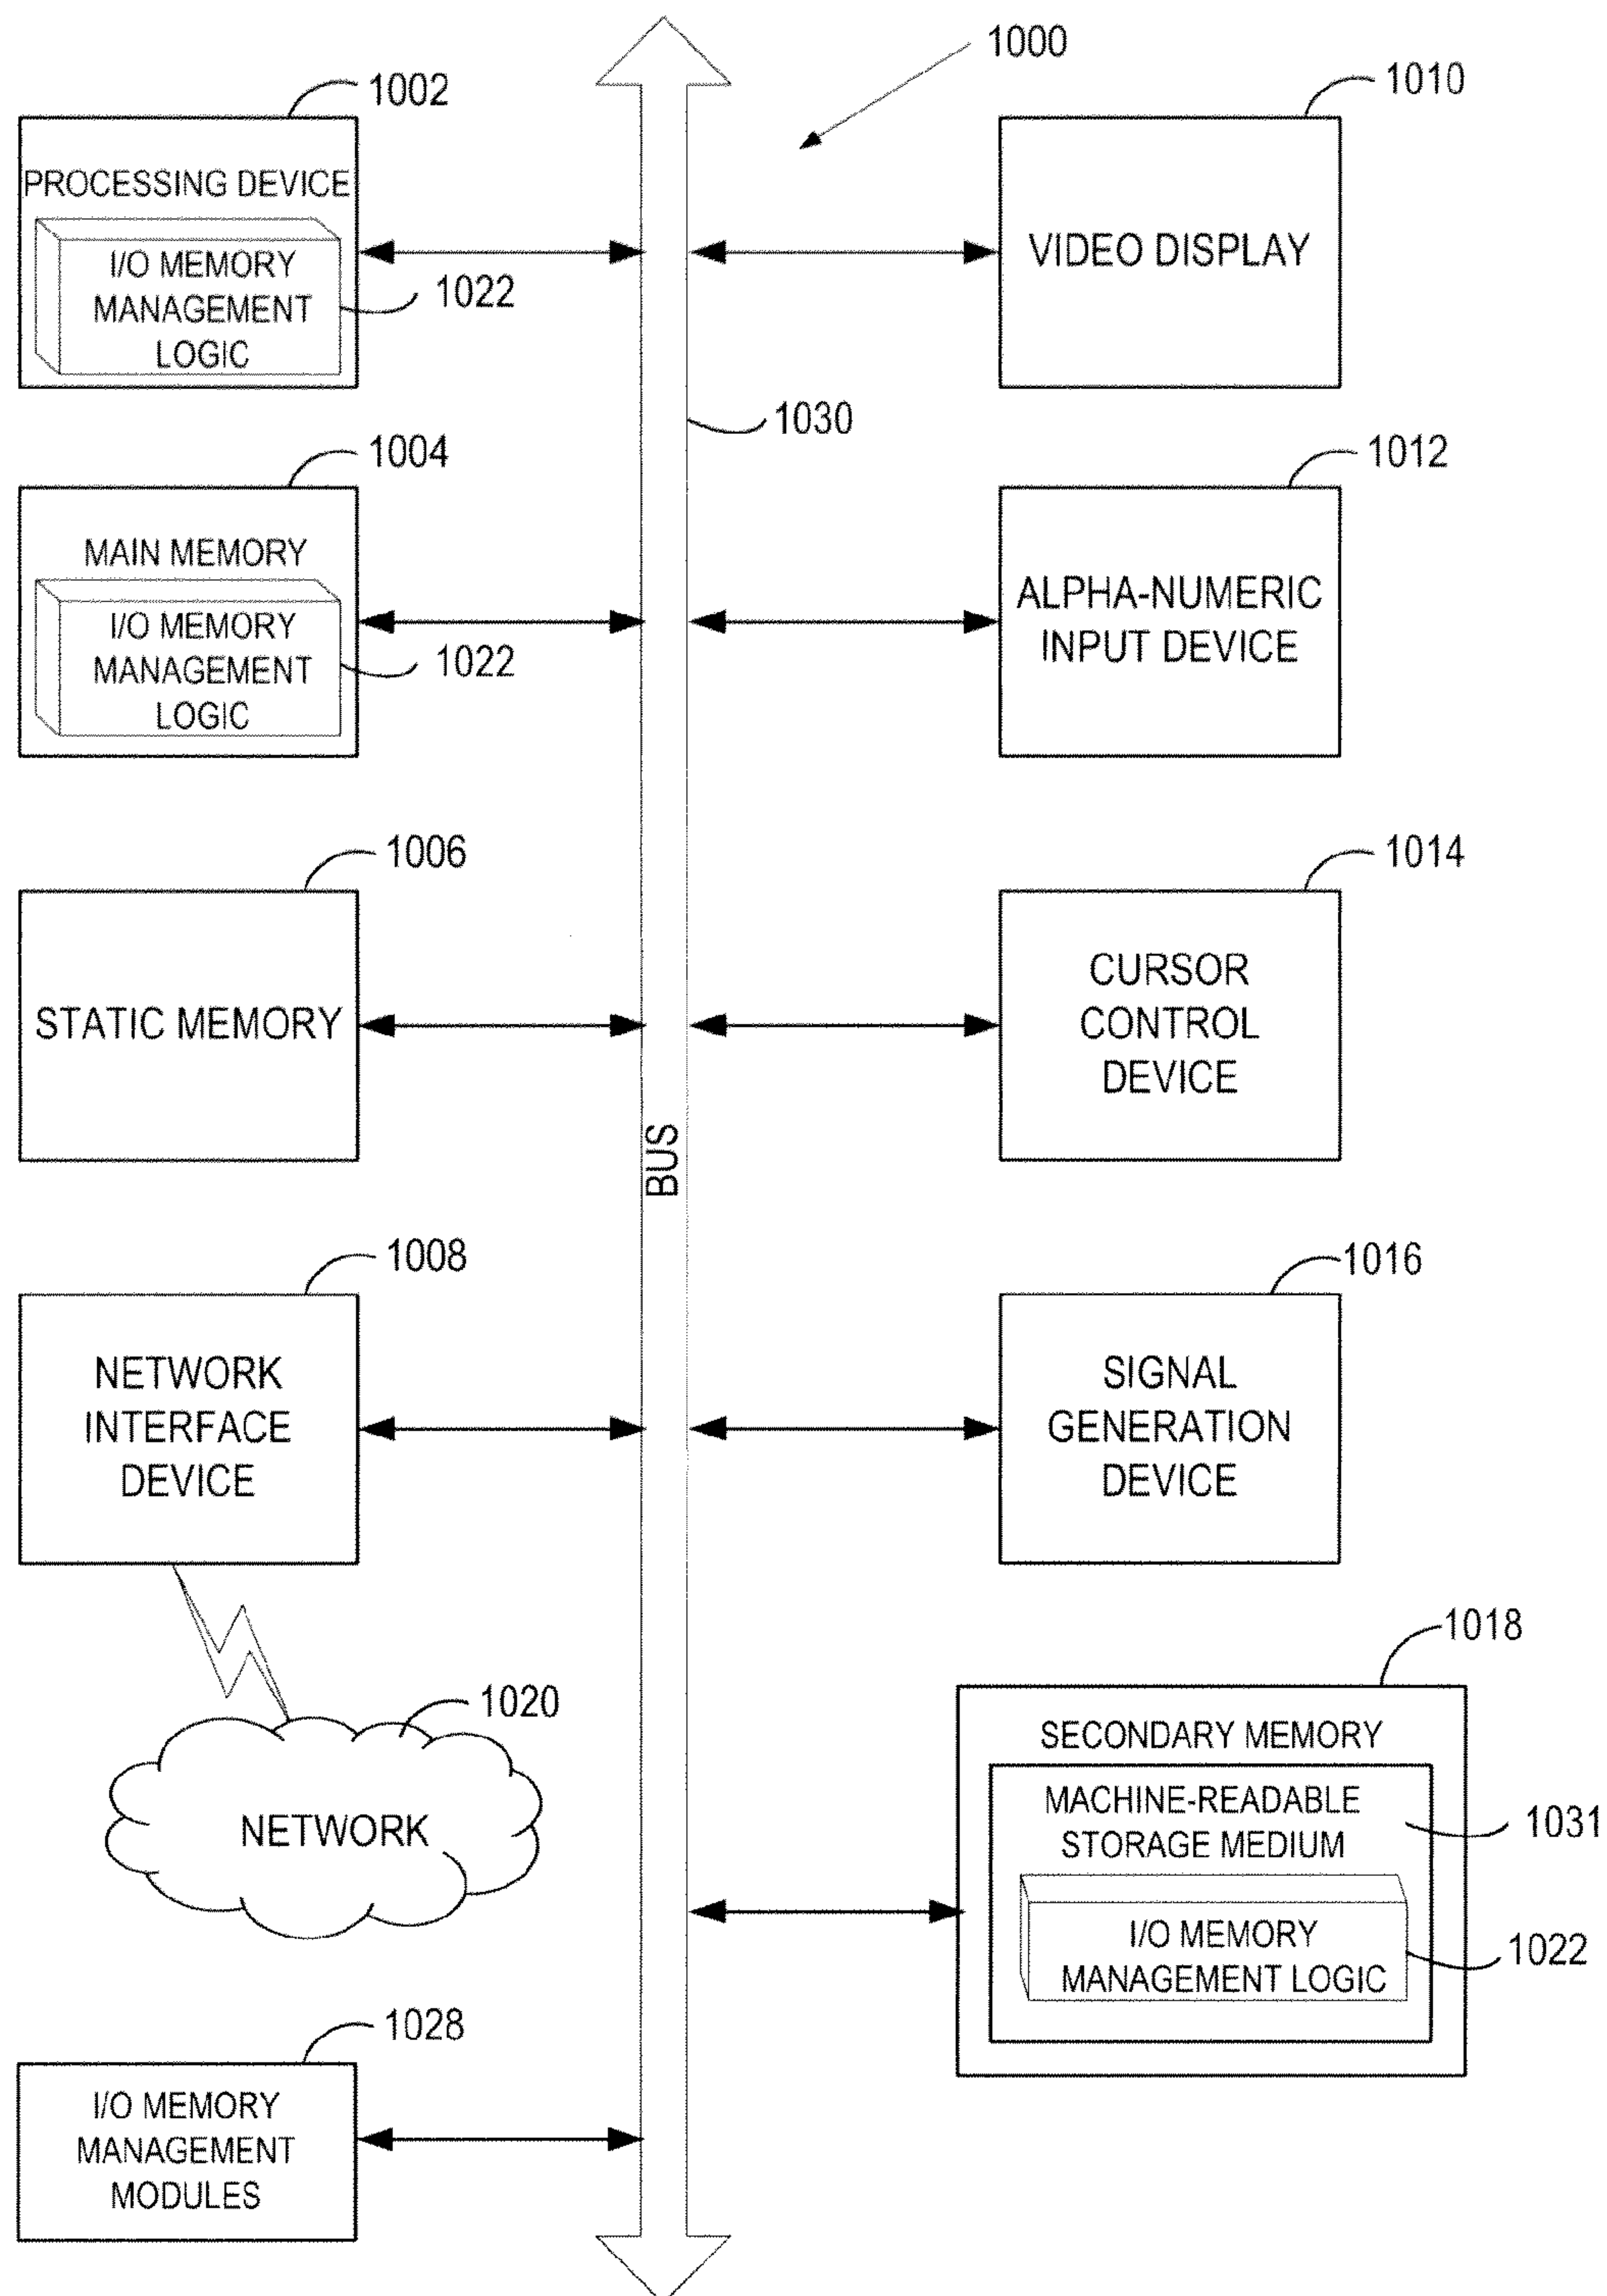 1000
1002
PROCESSING DEVICE
I/O MEMORY
MANAGEMENT
LOGIC
1022
1004
MAIN MEMORY
I/O MEMORY
MANAGEMENT
LOGIC
1022
1006
STATIC MEMORY
1008
NETWORK
INTERFACE
DEVICE
1020
NETWORK
1028
I/O MEMORY
MANAGEMENT
MODULES
1030
BUS
1010
VIDEO DISPLAY
1012
ALPHA-NUMERIC
INPUT DEVICE
1014
CURSOR
CONTROL
DEVICE
1016
SIGNAL
GENERATION
DEVICE
1018
SECONDARY MEMORY
MACHINE-READABLE
STORAGE MEDIUM
1031
I/O MEMORY
MANAGEMENT LOGIC
1022